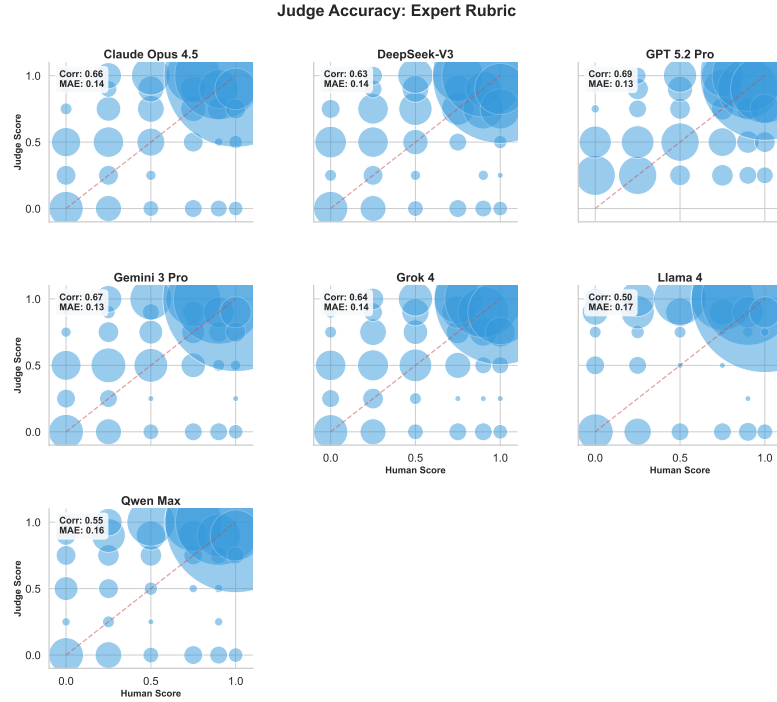 Judge Accuracy: Expert Rubric
Claude Opus 4.5
Corr: 0.66
MAE: 0.14
1.0
0.5
0.0
Judge Score
DeepSeek-V3
Corr: 0.63
MAE: 0.14
GPT 5.2 Pro
Corr: 0.69
MAE: 0.13
Gemini 3 Pro
Corr: 0.67
MAE: 0.13
1.0
0.5
0.0
Judge Score
Grok 4
Corr: 0.64
MAE: 0.14
0.0
0.5
1.0
Human Score
Llama 4
Corr: 0.50
MAE: 0.17
0.0
0.5
1.0
Human Score
Qwen Max
Corr: 0.55
MAE: 0.16
1.0
0.5
0.0
Judge Score
0.0
0.5
1.0
Human Score